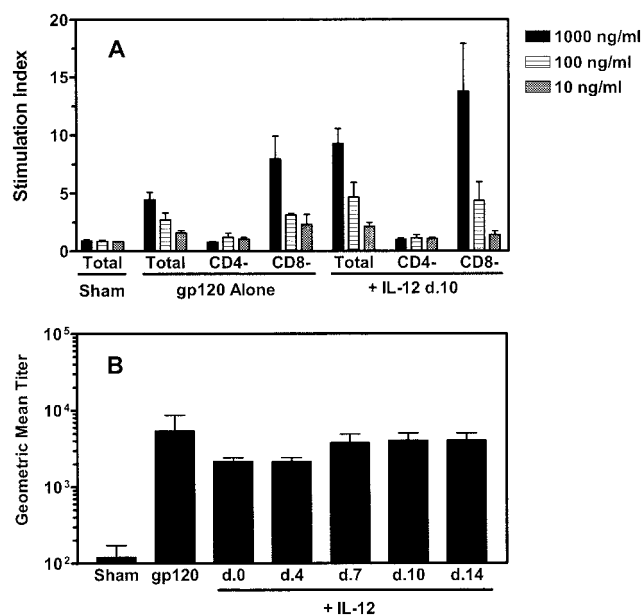 A
1000 ng/ml
100 ng/ml
10 ng/ml
Stimulation Index
20
15
10
5
0
Total Total CD4- CD8- Total CD4- CD8-
Sham gp120 Alone + IL-12 d.10
B
Geometric Mean Titer
10^5
10^4
10^3
10^2
Sham gp120 d.0 d.4 d.7 d.10 d.14
+ IL-12